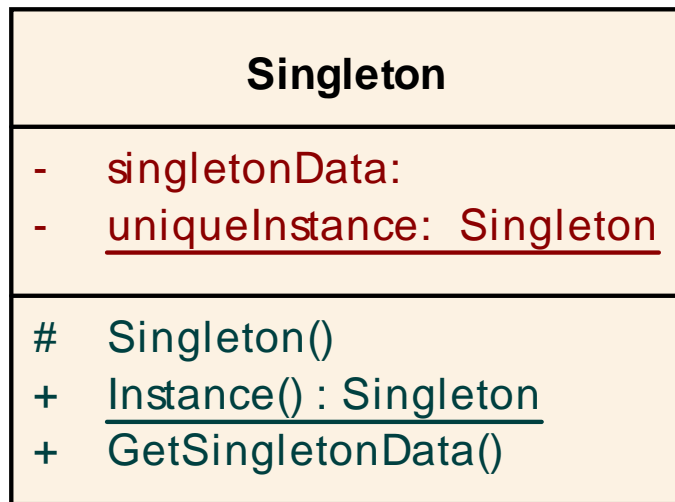 Singleton
- singletonData:
- uniqueInstance: Singleton
# Singleton()
+ Instance() : Singleton
+ GetSingletonData()